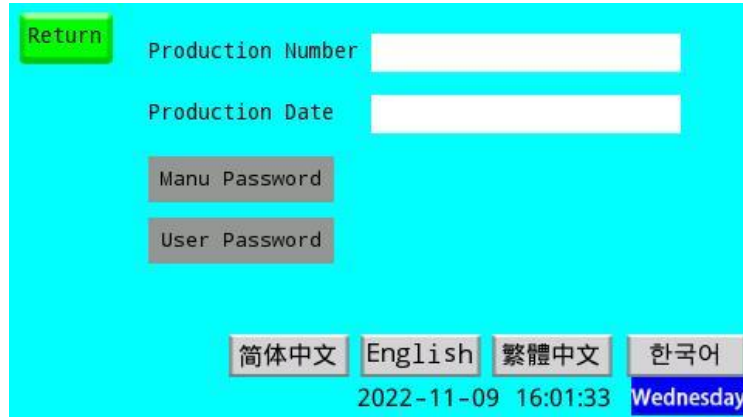 Return
Production Number
Production Date
Manu Password
User Password
简体中文 English 繁體中文 한국어
2022-11-09 16:01:33 Wednesday